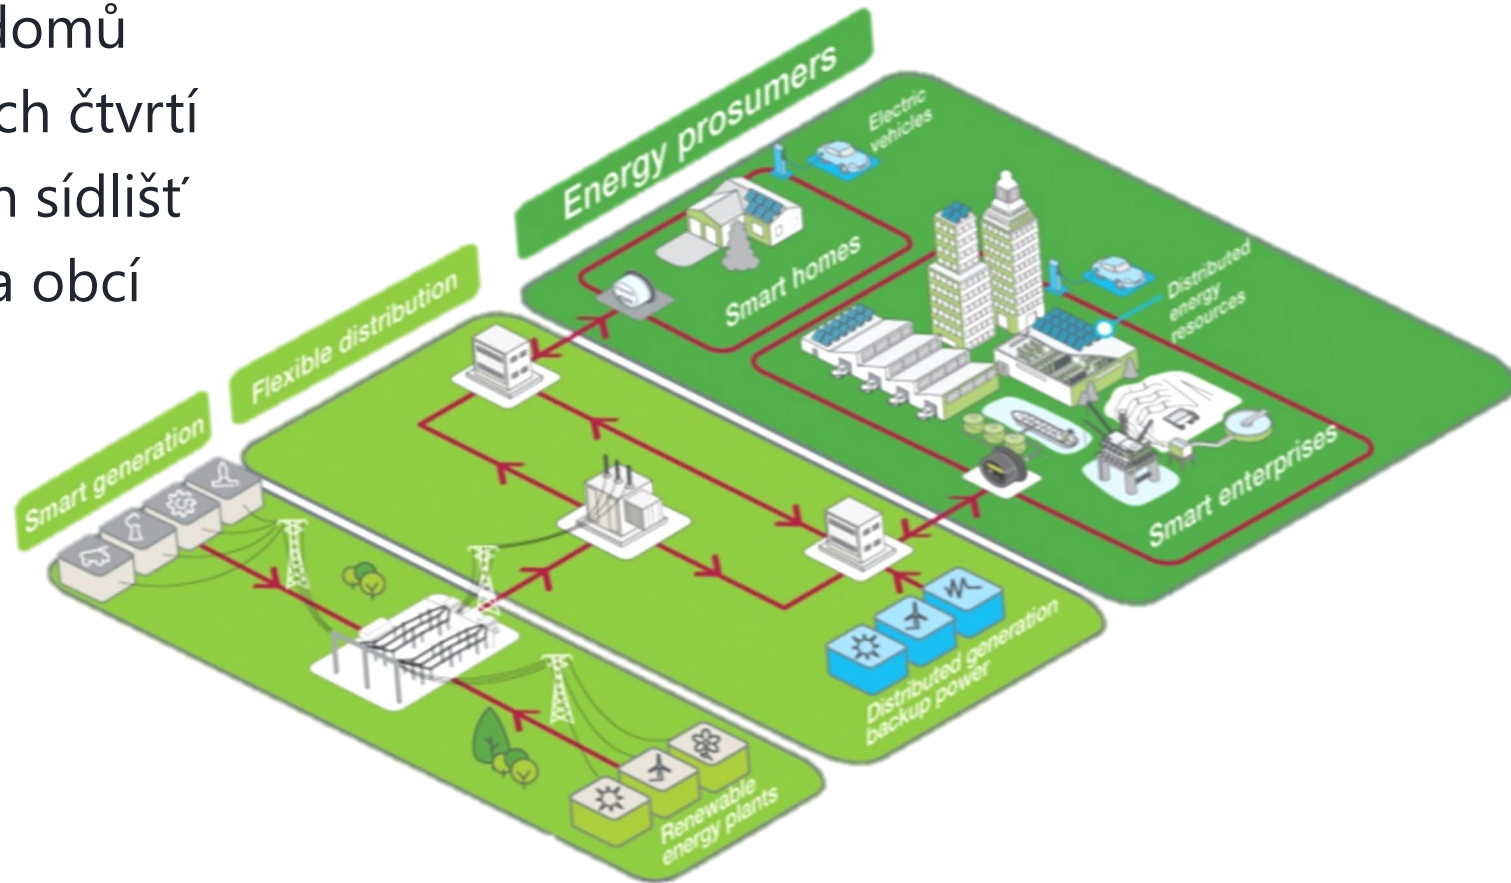 domů
ch čtvrtí
sídlišť
a obcí
Energy prosumers
Electric
vehicles
Smart homes
Distributed
energy
resources
Smart enterprises
Flexible distribution
Distributed generation
backup power
Smart generation
Renewable
energy plants